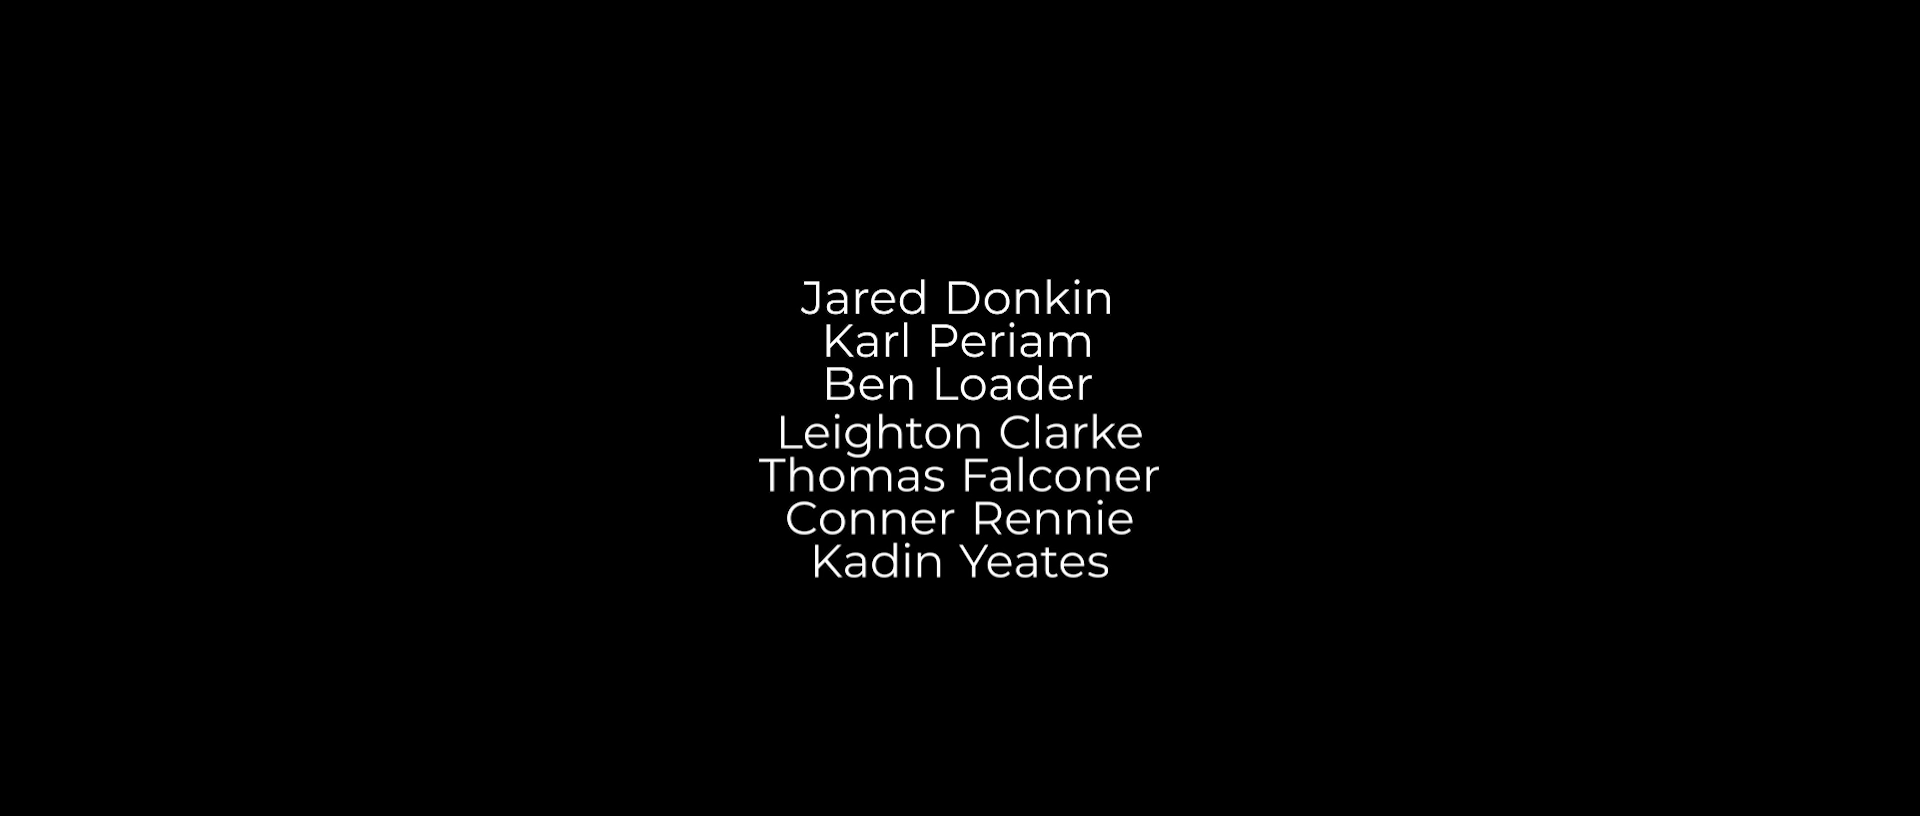 Jared Donkin
Karl Periam
Ben Loader
Leighton Clarke
Thomas Falconer
Conner Rennie
Kadin Yeates